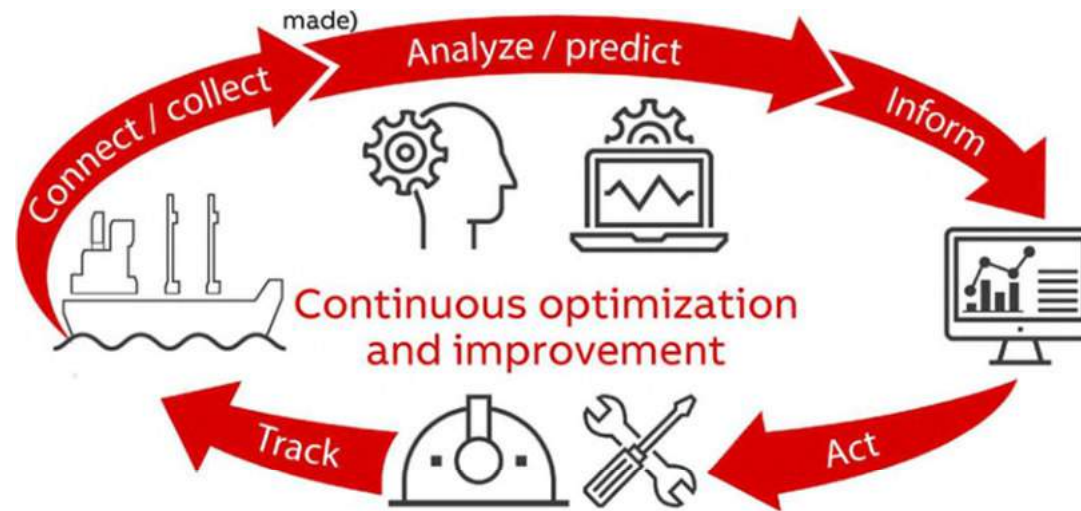 made)
Connect / collect
Analyze / predict
Inform
Continuous optimization
and improvement
Act
Track